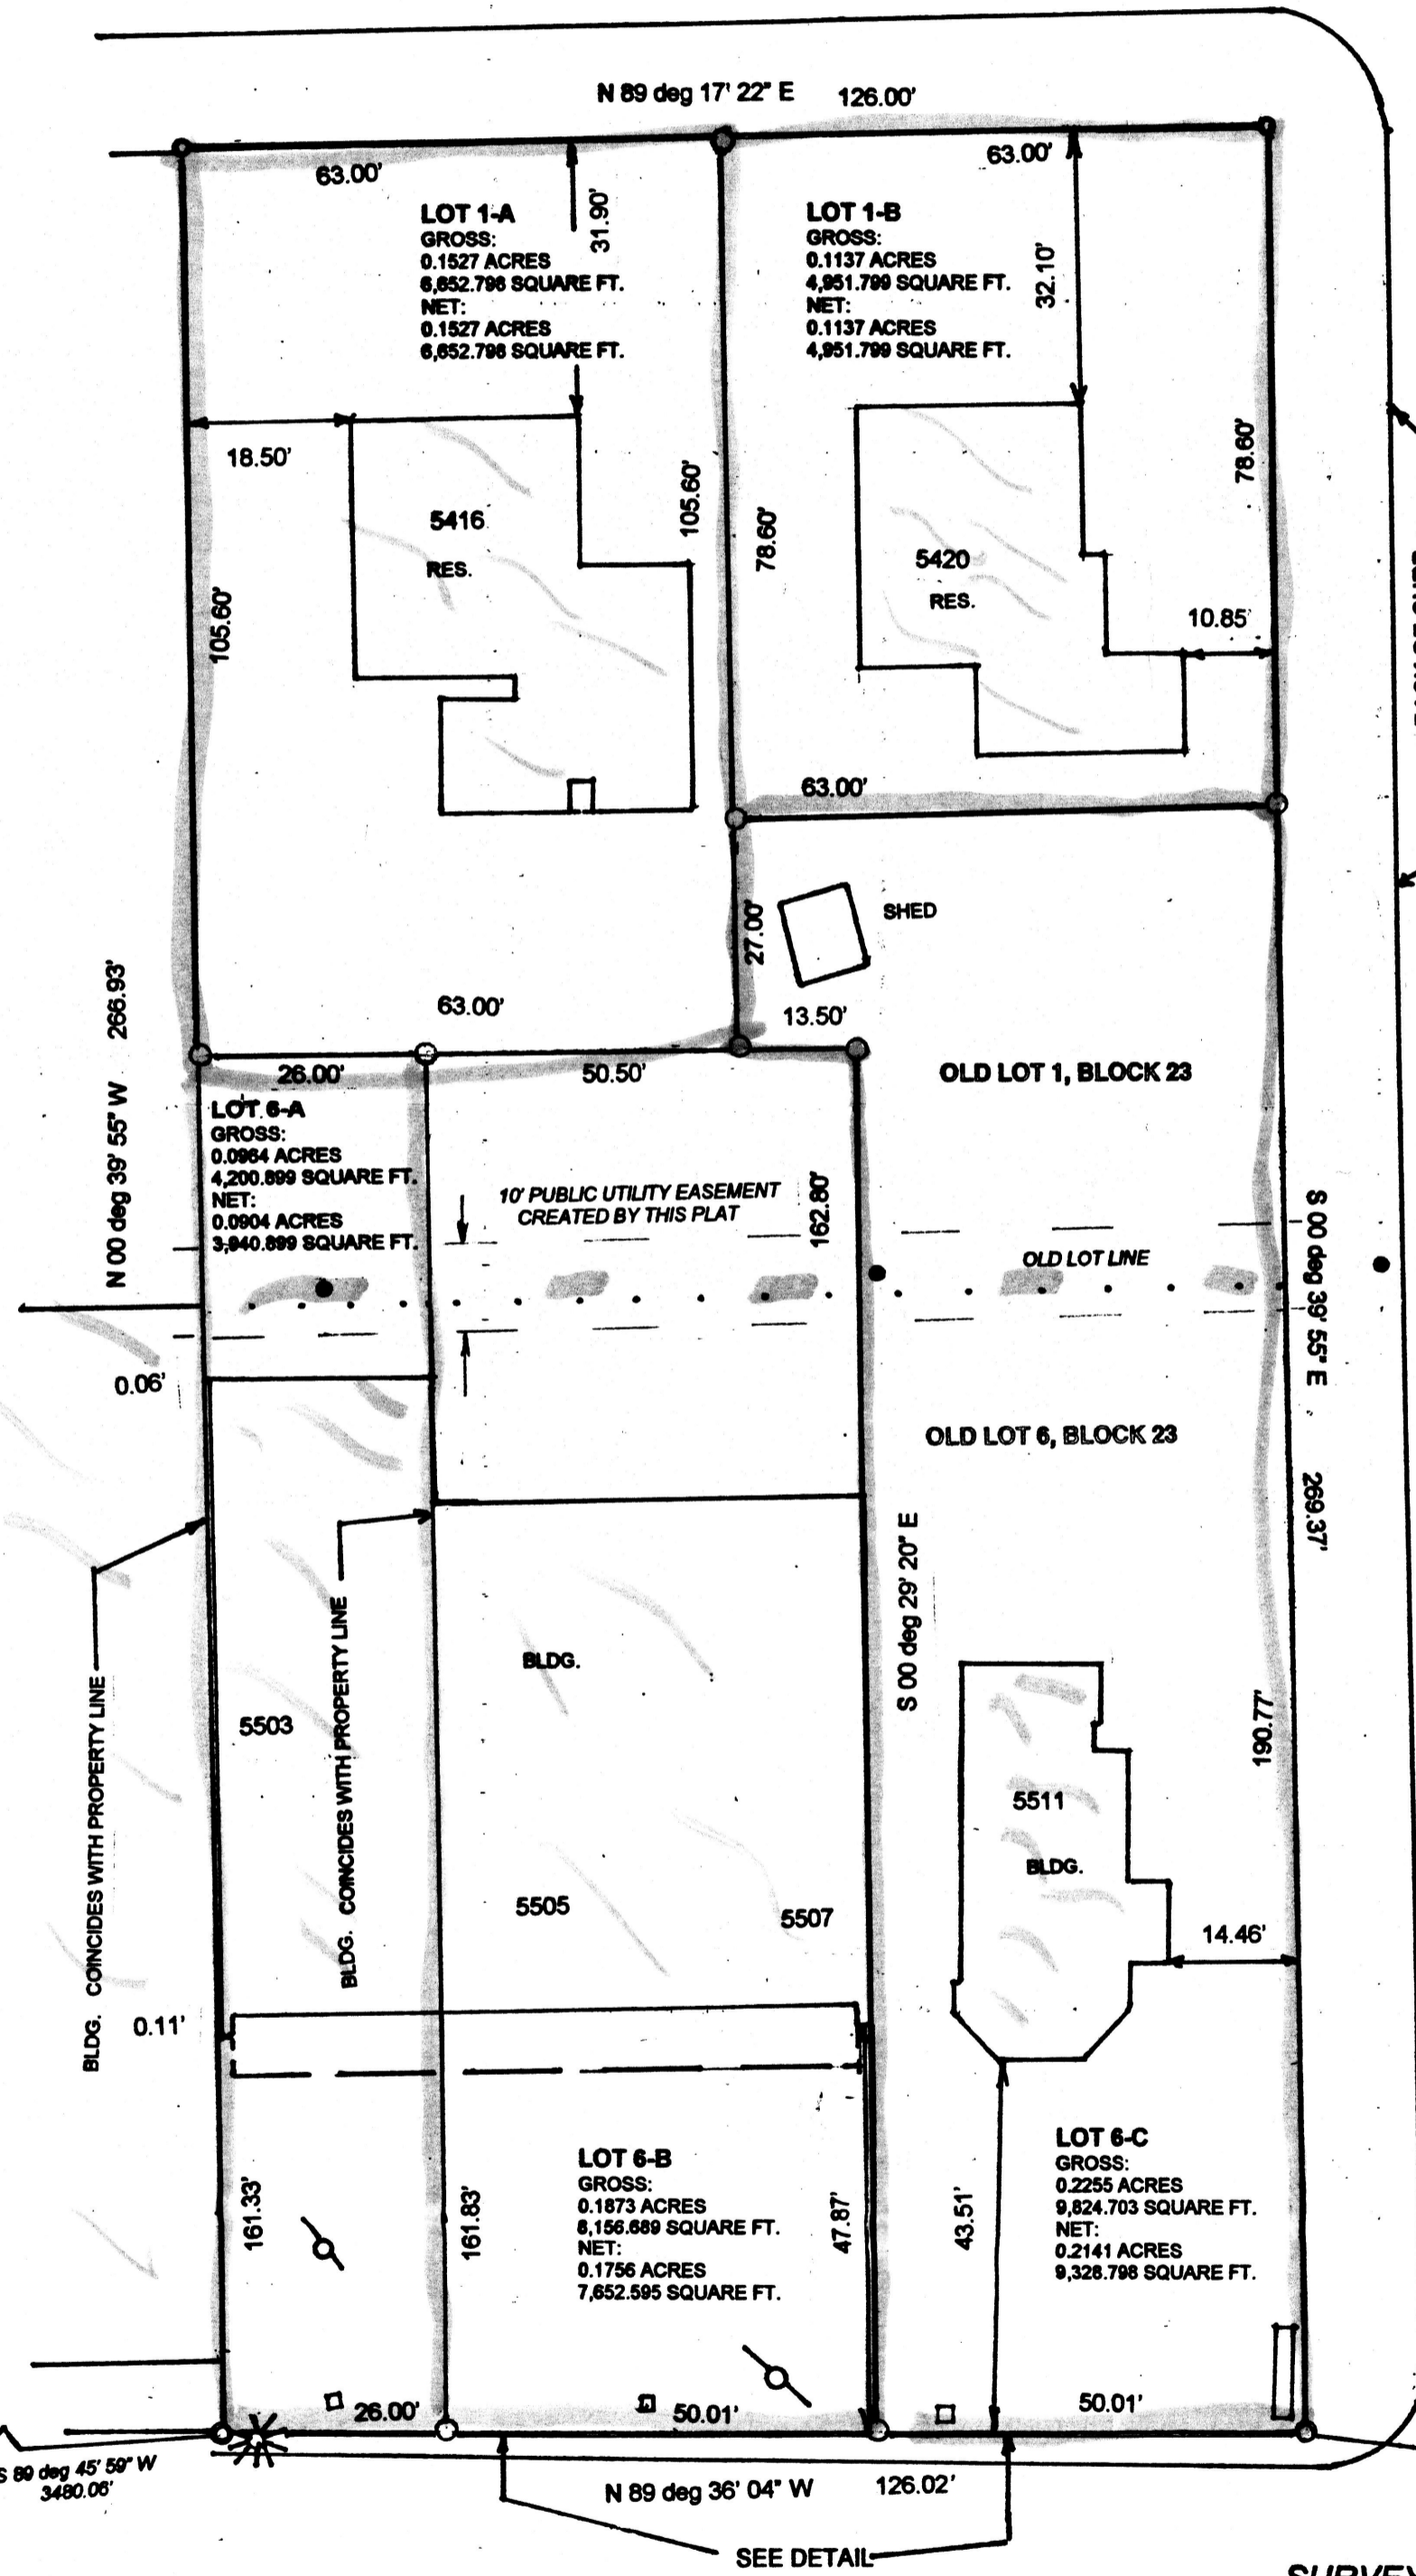 N 89 deg 17' 22" E 126.00'
63.00'
63.00'
31.90'
32.10'
LOT 1-A
GROSS:
0.1527 ACRES
6,652.798 SQUARE FT.
NET:
0.1527 ACRES
6,652.798 SQUARE FT.
LOT 1-B
GROSS:
0.1137 ACRES
4,951.799 SQUARE FT.
NET:
0.1137 ACRES
4,951.799 SQUARE FT.
18.50'
5416
RES.
105.60'
105.60'
78.60'
78.60'
5420
RES.
10.85'
63.00'
27.00'
SHED
13.50'
63.00'
N 00 deg 39' 55" W 266.93'
26.00'
50.50'
OLD LOT 1, BLOCK 23
LOT 6-A
GROSS:
0.0964 ACRES
4,200.899 SQUARE FT.
NET:
0.0904 ACRES
3,940.899 SQUARE FT.
10' PUBLIC UTILITY EASEMENT
CREATED BY THIS PLAT
162.80'
OLD LOT LINE
S 00 deg 39' 55" E 269.37'
0.06'
OLD LOT 6, BLOCK 23
S 00 deg 29' 20" E
BLDG. COINCIDES WITH PROPERTY LINE
BLDG. COINCIDES WITH PROPERTY LINE
BLDG.
5503
190.77'
5511
BLDG.
5505
5507
14.46'
0.11'
LOT 6-B
GROSS:
0.1873 ACRES
8,156.689 SQUARE FT.
NET:
0.1756 ACRES
7,652.595 SQUARE FT.
LOT 6-C
GROSS:
0.2255 ACRES
9,824.703 SQUARE FT.
NET:
0.2141 ACRES
9,328.798 SQUARE FT.
161.33'
161.83'
47.87'
43.51'
26.00'
50.01'
50.01'
S 89 deg 45' 59" W
3480.06'
N 89 deg 36' 04" W 126.02'
SEE DETAIL